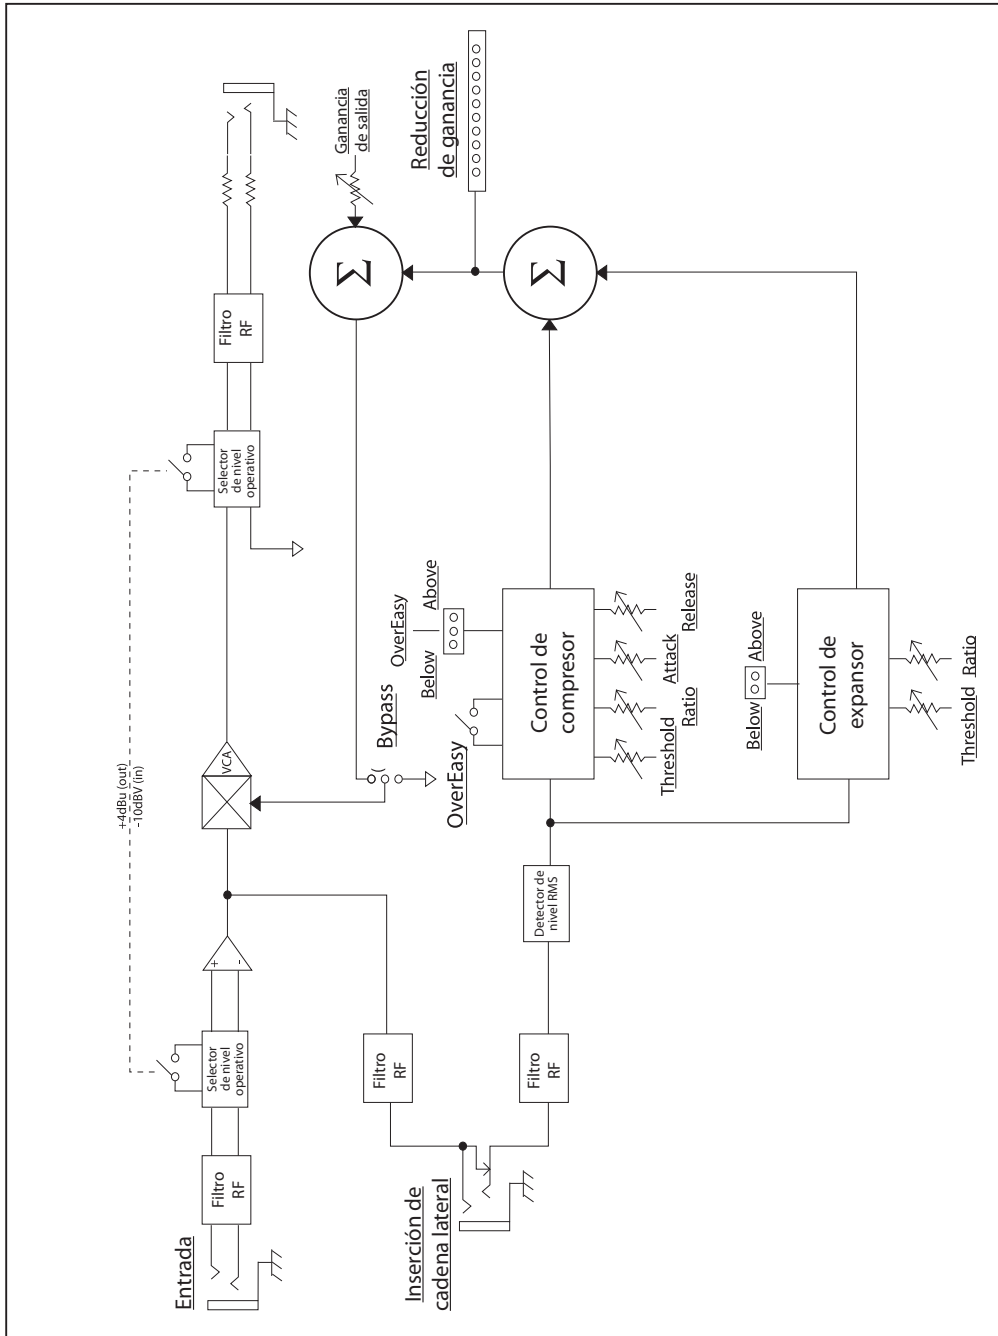 Entrada
Filtro
RF
Selector
de nivel
operativo
+
-
+4dBu (out)
-10dBV (in)
VCA
Selector
de nivel
operativo
Filtro
RF
Inserción de
cadena lateral
Filtro
RF
Filtro
RF
Detector de
nivel RMS
Bypass
Σ
Ganancia
de salida
OverEasy
Below
OverEasy
Above
Control de
compresor
Threshold
Ratio
Attack
Release
Σ
Reducción
de ganancia
Below
Above
Control de
expansor
Threshold
Ratio